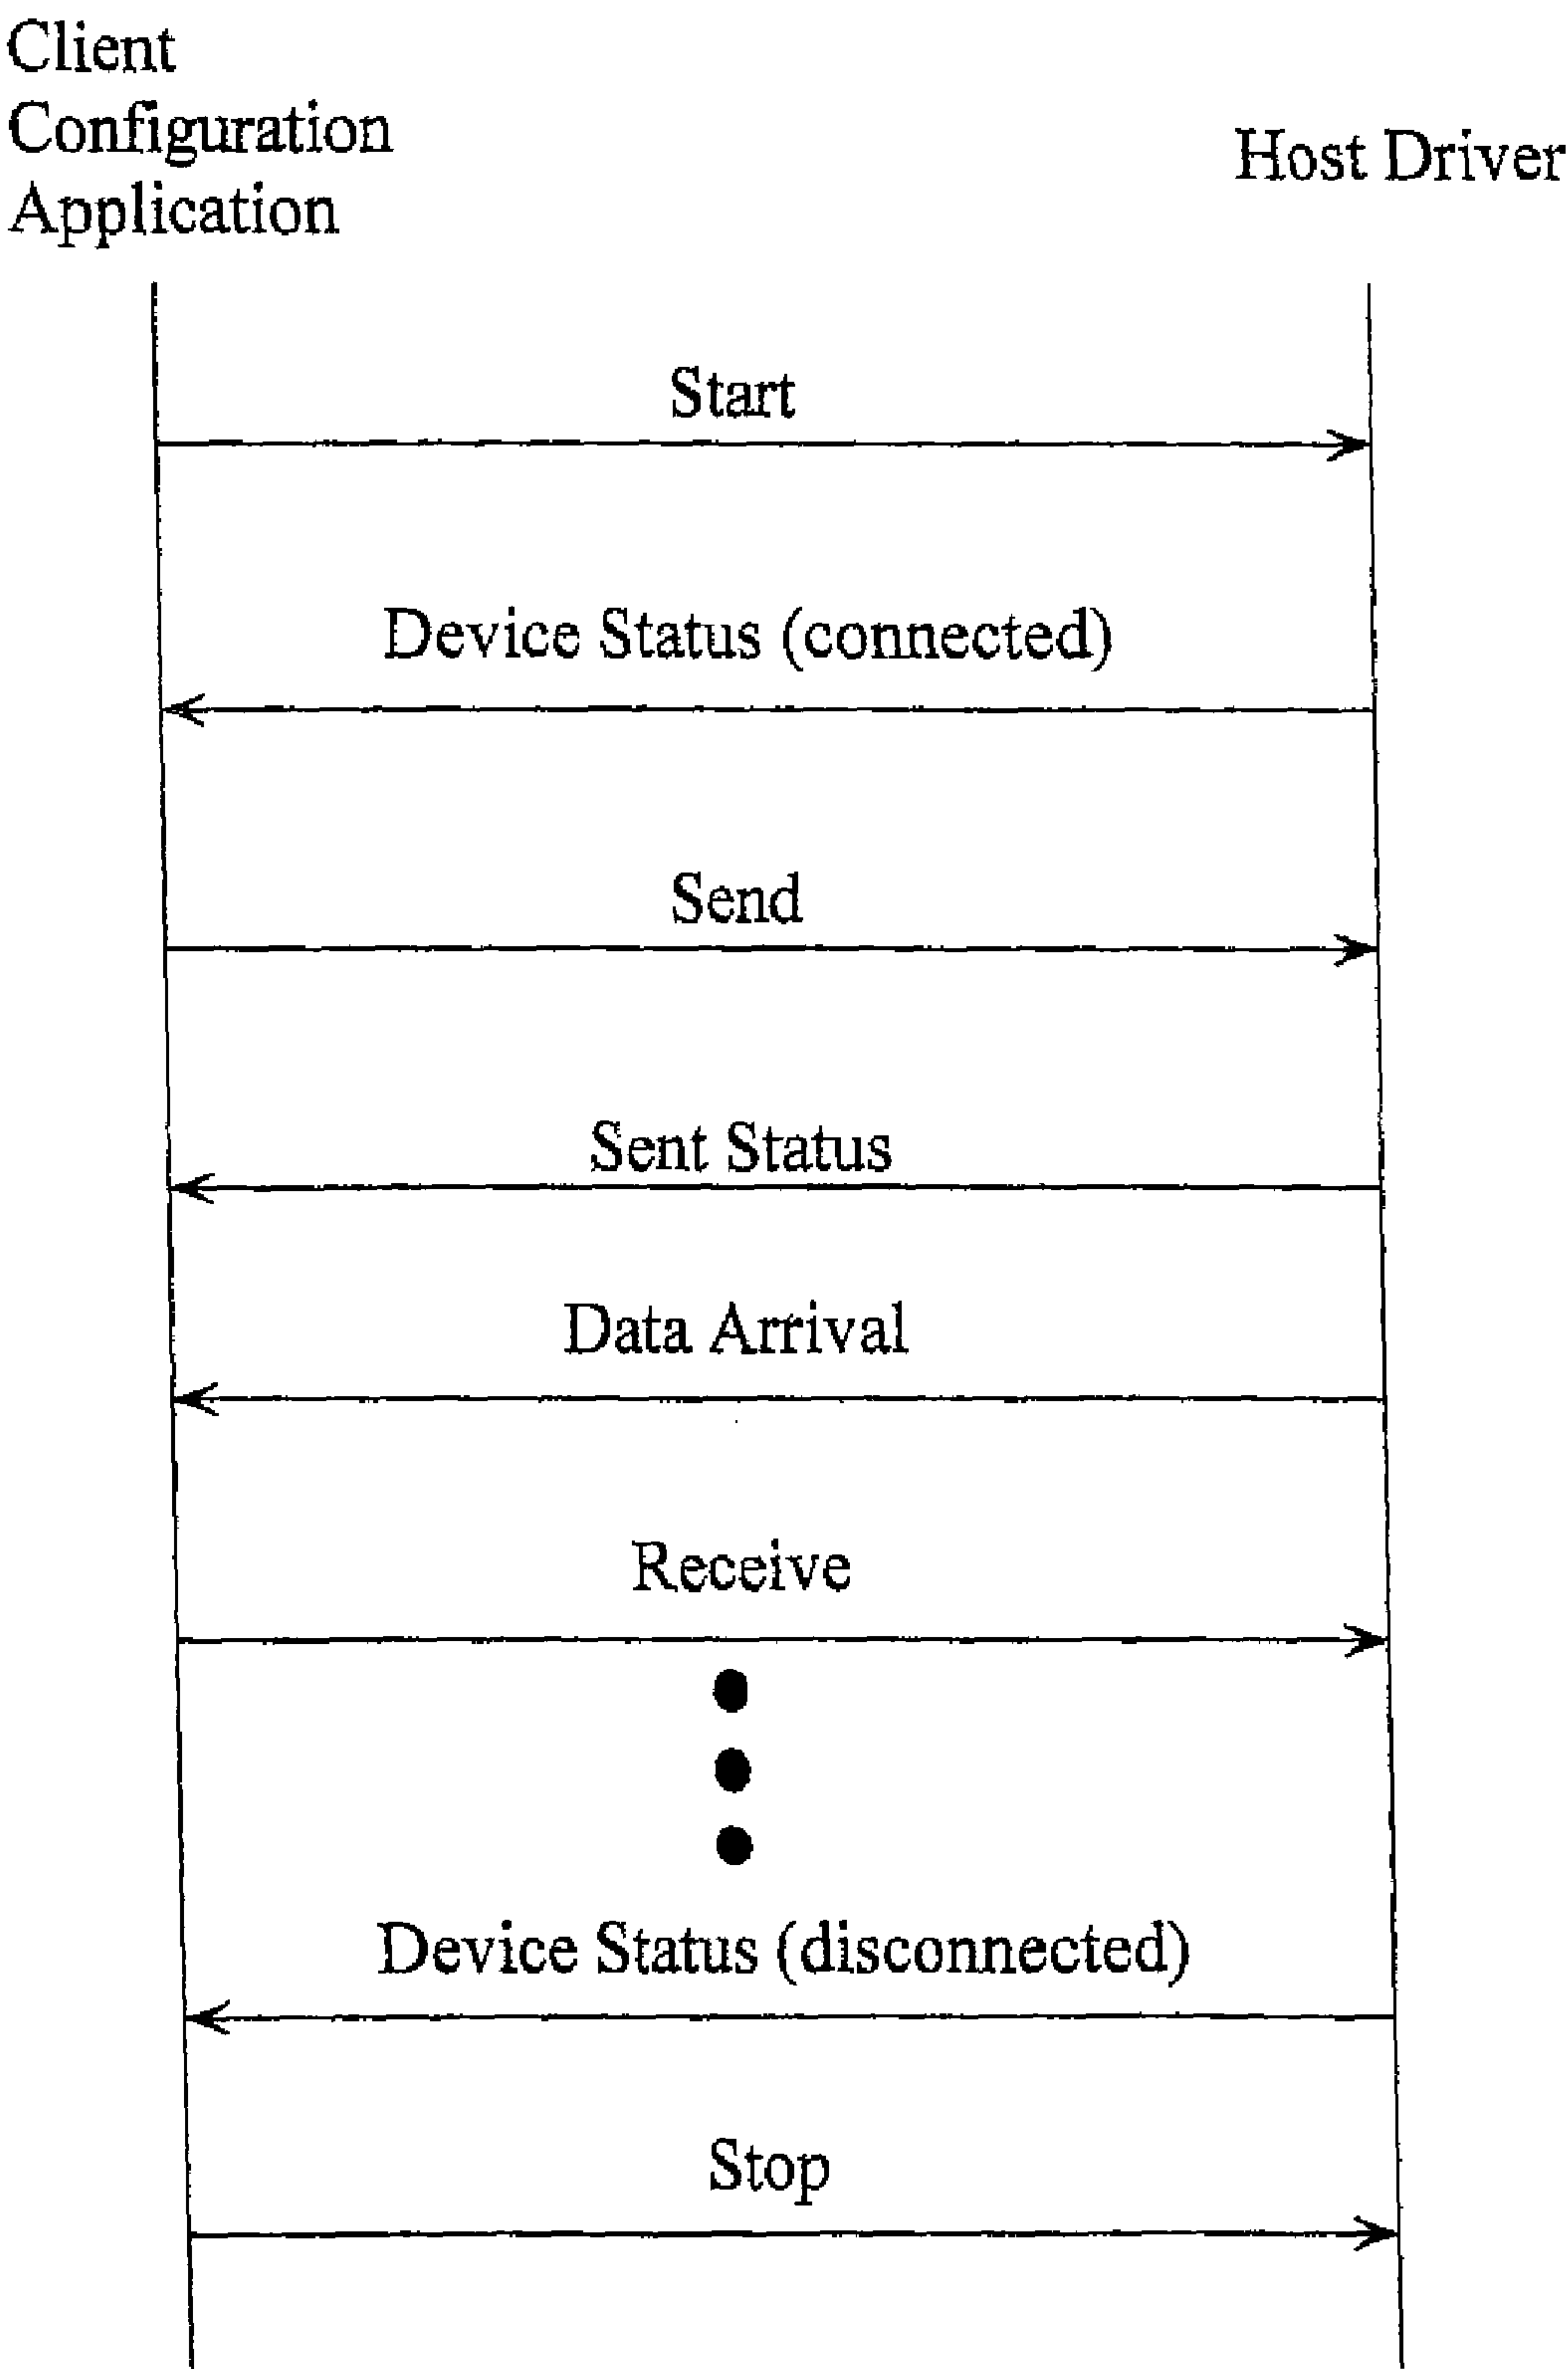 Client
Configuration
Application
Host Driver
Start
Device Status (connected)
Send
Sent Status
Data Arrival
Receive
Device Status (disconnected)
Stop